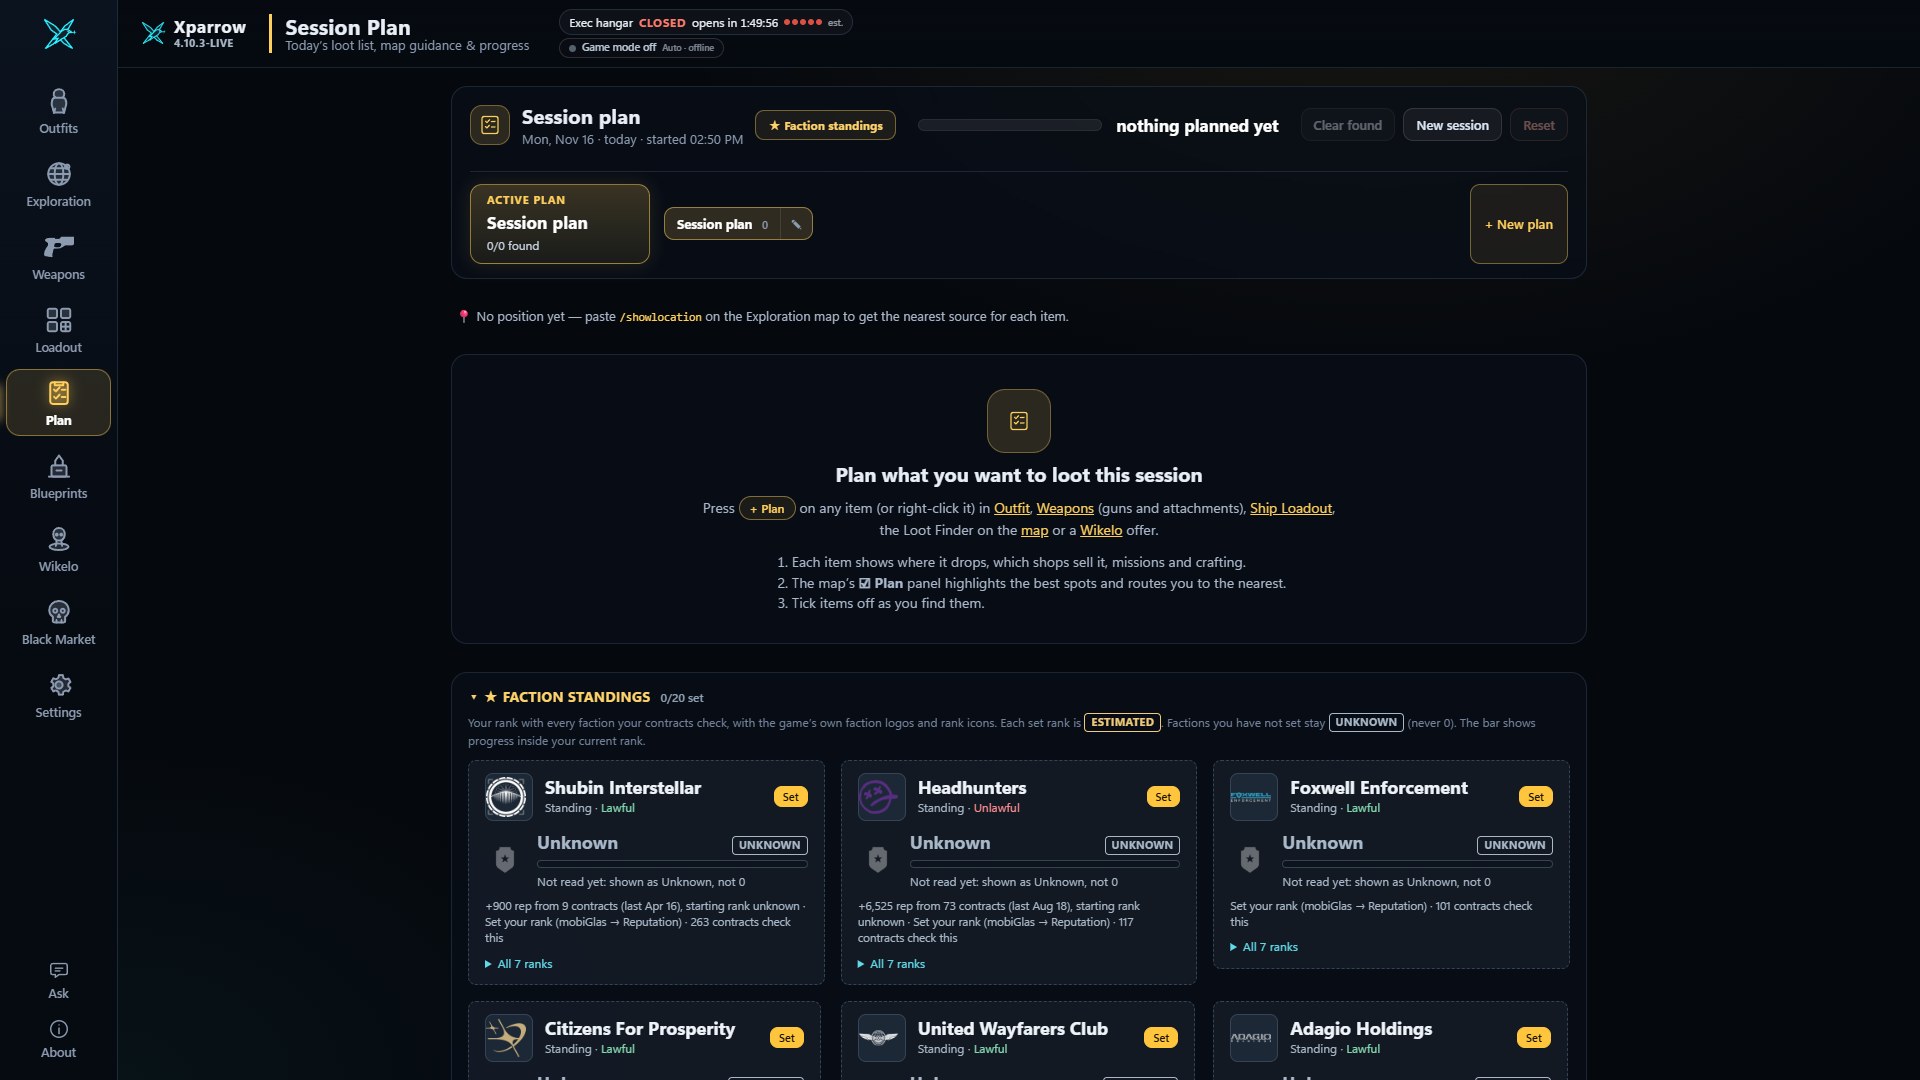 Xparrow
4.10.3-LIVE
Session Plan
Today's loot list, map guidance & progress
Exec hangar CLOSED opens in 1:49:56 est.
Game mode off Auto · offline
Outfits
Exploration
Weapons
Loadout
Plan
Blueprints
Wikelo
Black Market
Settings
Ask
About
Session plan
Mon, Nov 16 · today · started 02:50 PM
★ Faction standings
nothing planned yet
Clear found
New session
Reset
ACTIVE PLAN
Session plan
0/0 found
Session plan 0
+ New plan
No position yet — paste /showlocation on the Exploration map to get the nearest source for each item.
Plan what you want to loot this session
Press + Plan on any item (or right-click it) in Outfit, Weapons (guns and attachments), Ship Loadout,
the Loot Finder on the map or a Wikelo offer.
1. Each item shows where it drops, which shops sell it, missions and crafting.
2. The map's ☑ Plan panel highlights the best spots and routes you to the nearest.
3. Tick items off as you find them.
▼ ★ FACTION STANDINGS 0/20 set
Your rank with every faction your contracts check, with the game's own faction logos and rank icons. Each set rank is ESTIMATED. Factions you have not set stay UNKNOWN (never 0). The bar shows
progress inside your current rank.
Shubin Interstellar
Standing · Lawful
Set
Unknown
UNKNOWN
Not read yet: shown as Unknown, not 0
+900 rep from 9 contracts (last Apr 16), starting rank unknown ·
Set your rank (mobiGlas → Reputation) · 263 contracts check
this
▶ All 7 ranks
Headhunters
Standing · Unlawful
Set
Unknown
UNKNOWN
Not read yet: shown as Unknown, not 0
+6,525 rep from 73 contracts (last Aug 18), starting rank
unknown · Set your rank (mobiGlas → Reputation) · 117
contracts check this
▶ All 7 ranks
FOXWELL
ENFORCEMENT
Foxwell Enforcement
Standing · Lawful
Set
Unknown
UNKNOWN
Not read yet: shown as Unknown, not 0
Set your rank (mobiGlas → Reputation) · 101 contracts check
this
▶ All 7 ranks
Citizens For Prosperity
Standing · Lawful
Set
United Wayfarers Club
Standing · Lawful
Set
ADAGIO
Adagio Holdings
Standing · Lawful
Set